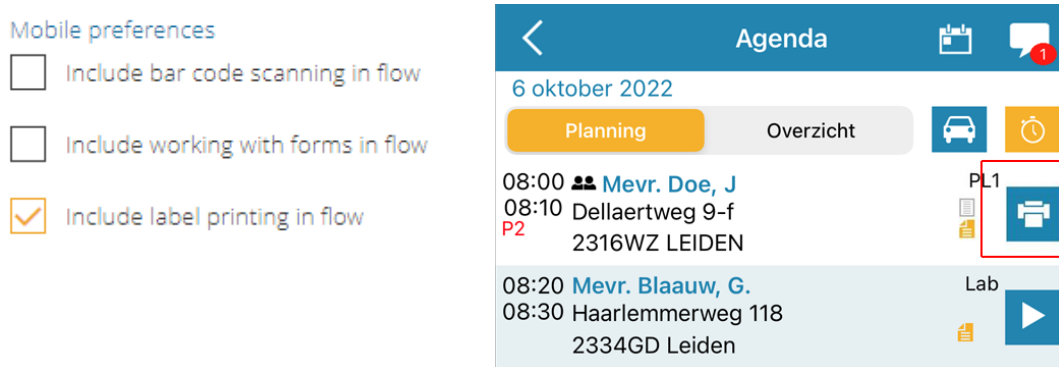 Mobile preferences
Include bar code scanning in flow
Include working with forms in flow
Include label printing in flow
Agenda
1
6 oktober 2022
Planning
Overzicht
08:00 Mevr. Doe, J
PL1
08:10 Dellaertweg 9-f
P2
2316WZ LEIDEN
08:20 Mevr. Blaauw, G.
Lab
08:30 Haarlemmerweg 118
2334GD Leiden